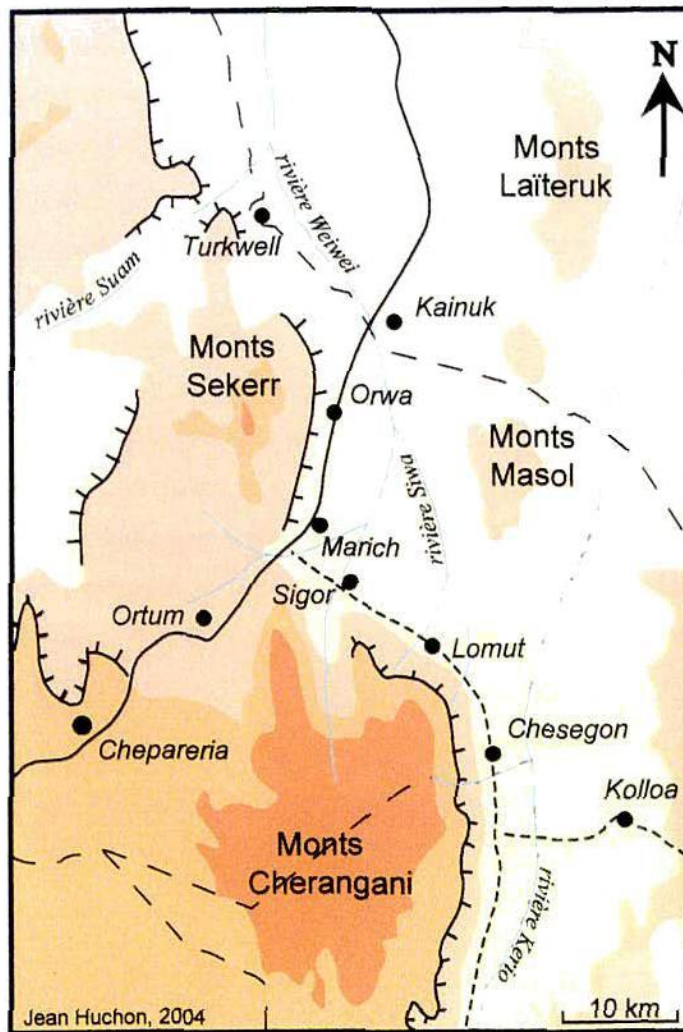 N
Monts
Laïteruk
rivière Weiwei
Turkwell
rivière Suam
Kainuk
Monts
Sekerr
Orwa
Monts
Masol
rivière Siwa
Marich
Sigor
Ortum
Lomut
Chepareria
Chesegon
Kolloa
Monts
Cherangani
rivière Kerio
Jean Huchon, 2004
10 km